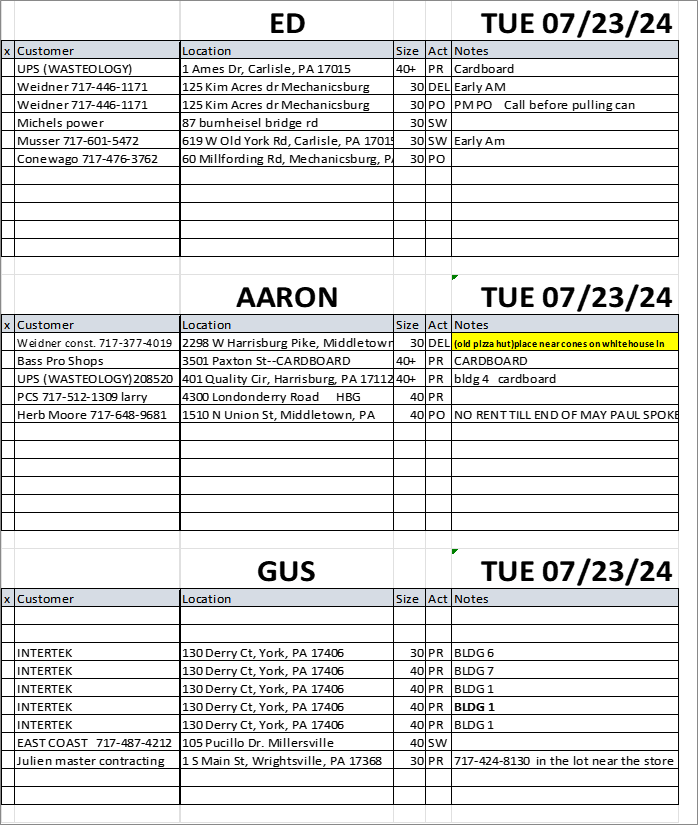 ED TUE 07/23/24
x Customer Location Size Act Notes
UPS (WASTEOLOGY) 1 Ames Dr, Carlisle, PA 17015 40+ PR Cardboard
Weidner 717-446-1171 125 Kim Acres dr Mechanicsburg 30 DEL Early AM
Weidner 717-446-1171 125 Kim Acres dr Mechanicsburg 30 PO PM PO Call before pulling can
Michels power 87 burnheisel bridge rd 30 SW
Musser 717-601-5472 619 W Old York Rd, Carlisle, PA 17015 30 SW Early Am
Conewago 717-476-3762 60 Millfording Rd, Mechanicsburg, PA 30 PO
AARON TUE 07/23/24
x Customer Location Size Act Notes
Weidner const. 717-377-4019 2298 W Harrisburg Pike, Middletown 30 DEL (old pizza hut)place near cones on whitehouse ln
Bass Pro Shops 3501 Paxton St--CARDBOARD 40+ PR CARDBOARD
UPS (WASTEOLOGY)208520 401 Quality Cir, Harrisburg, PA 17112 40+ PR bldg 4 cardboard
PCS 717-512-1309 larry 4300 Londonderry Road HBG 40 PR
Herb Moore 717-648-9681 1510 N Union St, Middletown, PA 40 PO NO RENT TILL END OF MAY PAUL SPOKE
GUS TUE 07/23/24
x Customer Location Size Act Notes
INTERTEK 130 Derry Ct, York, PA 17406 30 PR BLDG 6
INTERTEK 130 Derry Ct, York, PA 17406 40 PR BLDG 7
INTERTEK 130 Derry Ct, York, PA 17406 40 PR BLDG 1
INTERTEK 130 Derry Ct, York, PA 17406 40 PR BLDG 1
INTERTEK 130 Derry Ct, York, PA 17406 40 PR BLDG 1
EAST COAST 717-487-4212 105 Pucillo Dr. Millersville 40 SW
Julien master contracting 1 S Main St, Wrightsville, PA 17368 30 PR 717-424-8130 in the lot near the store